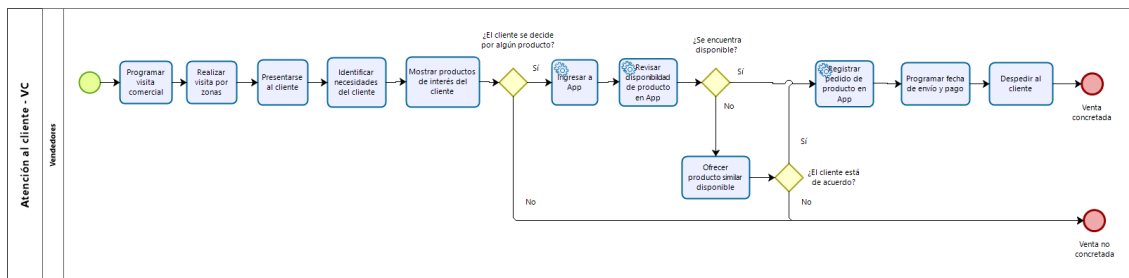 Atención al cliente - VC
Vendedores
Programar
visita
comercial
Realizar
visita por
zonas
Presentarse
al cliente
Identificar
necesidades
del cliente
Mostrar productos
de interés del
cliente
¿El cliente se decide
por algún producto?
Sí
No
Ingresar a
App
Revisar
disponibilidad
de producto
en App
¿Se encuentra
disponible?
Sí
No
Ofrecer
producto similar
disponible
¿El cliente está
de acuerdo?
Sí
No
Registrar
pedido de
producto en
App
Programar fecha
de envío y pago
Despedir al
cliente
Venta
concretada
Venta no
concretada